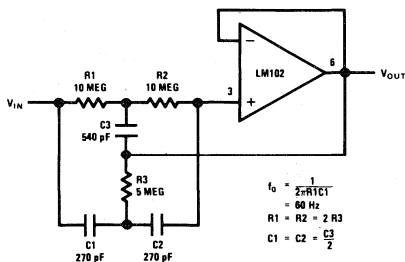 LM102
6
VOUT
R1
10 MEG
R2
10 MEG
3
VIN
C3
540 pF
R3
5 MEG
C1
270 pF
C2
270 pF
f0 = 1
2πR1C1
= 60 Hz
R1 = R2 = 2 R3
C1 = C2 = C3
2